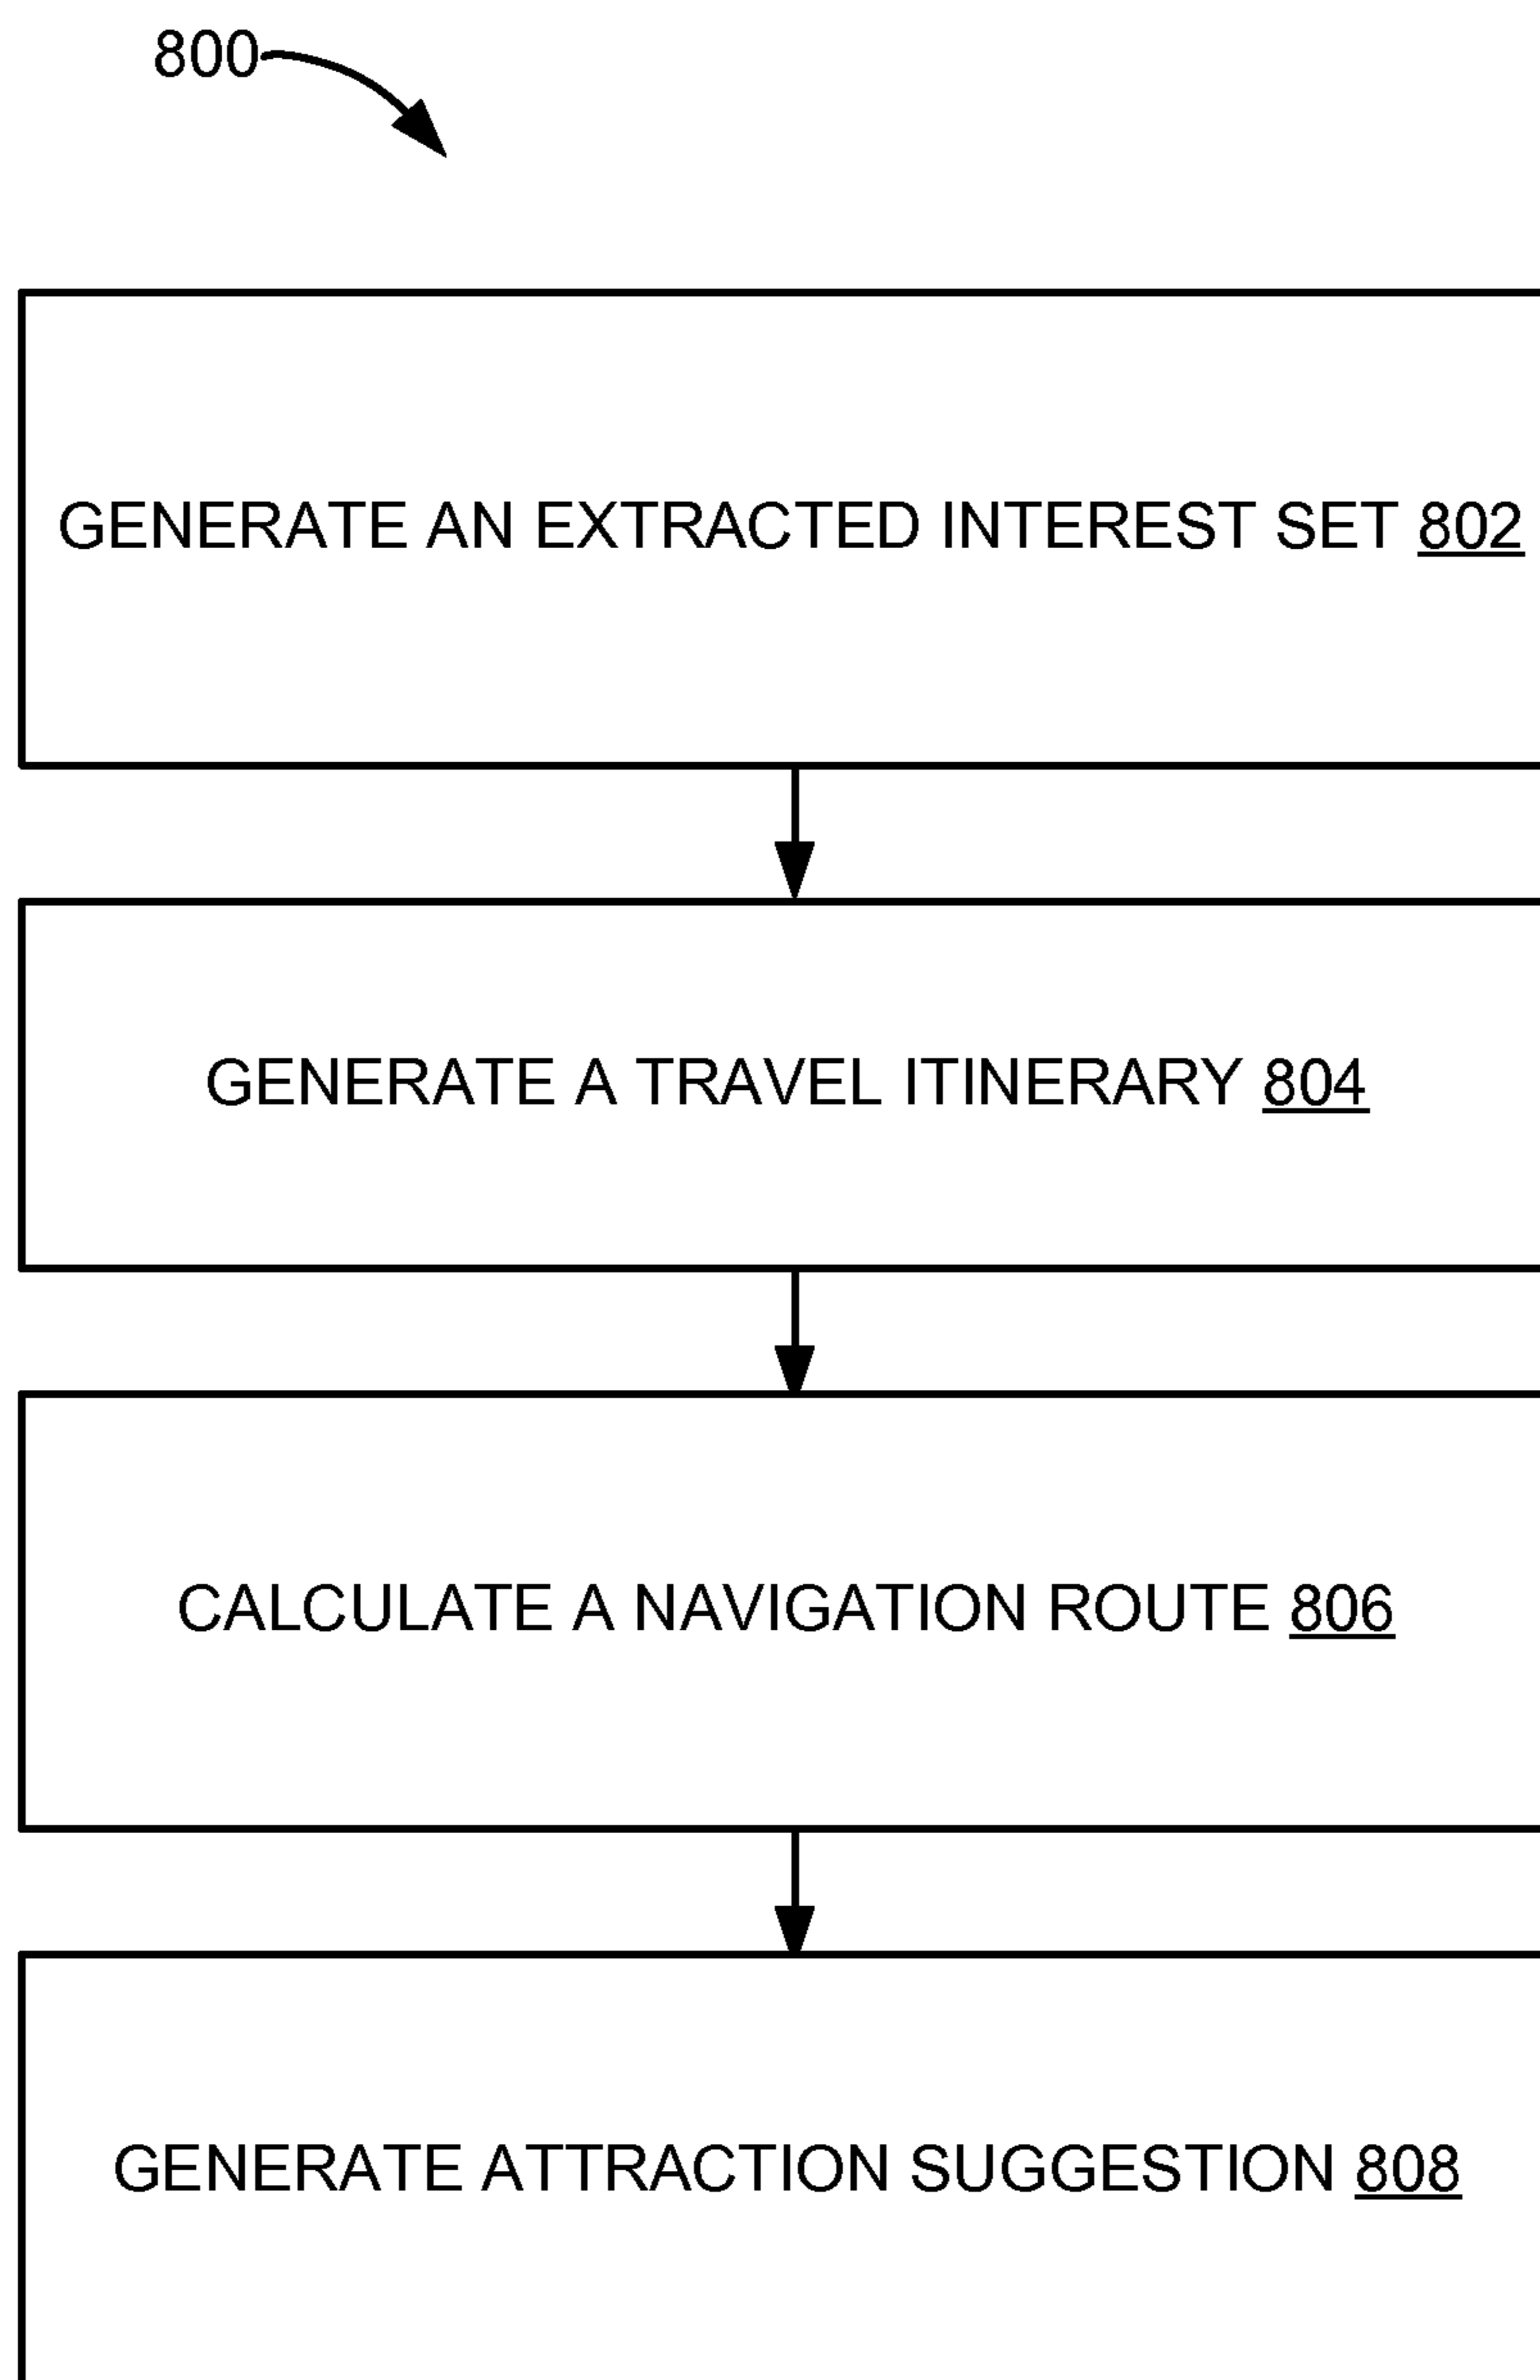 800
GENERATE AN EXTRACTED INTEREST SET 802
GENERATE A TRAVEL ITINERARY 804
CALCULATE A NAVIGATION ROUTE 806
GENERATE ATTRACTION SUGGESTION 808